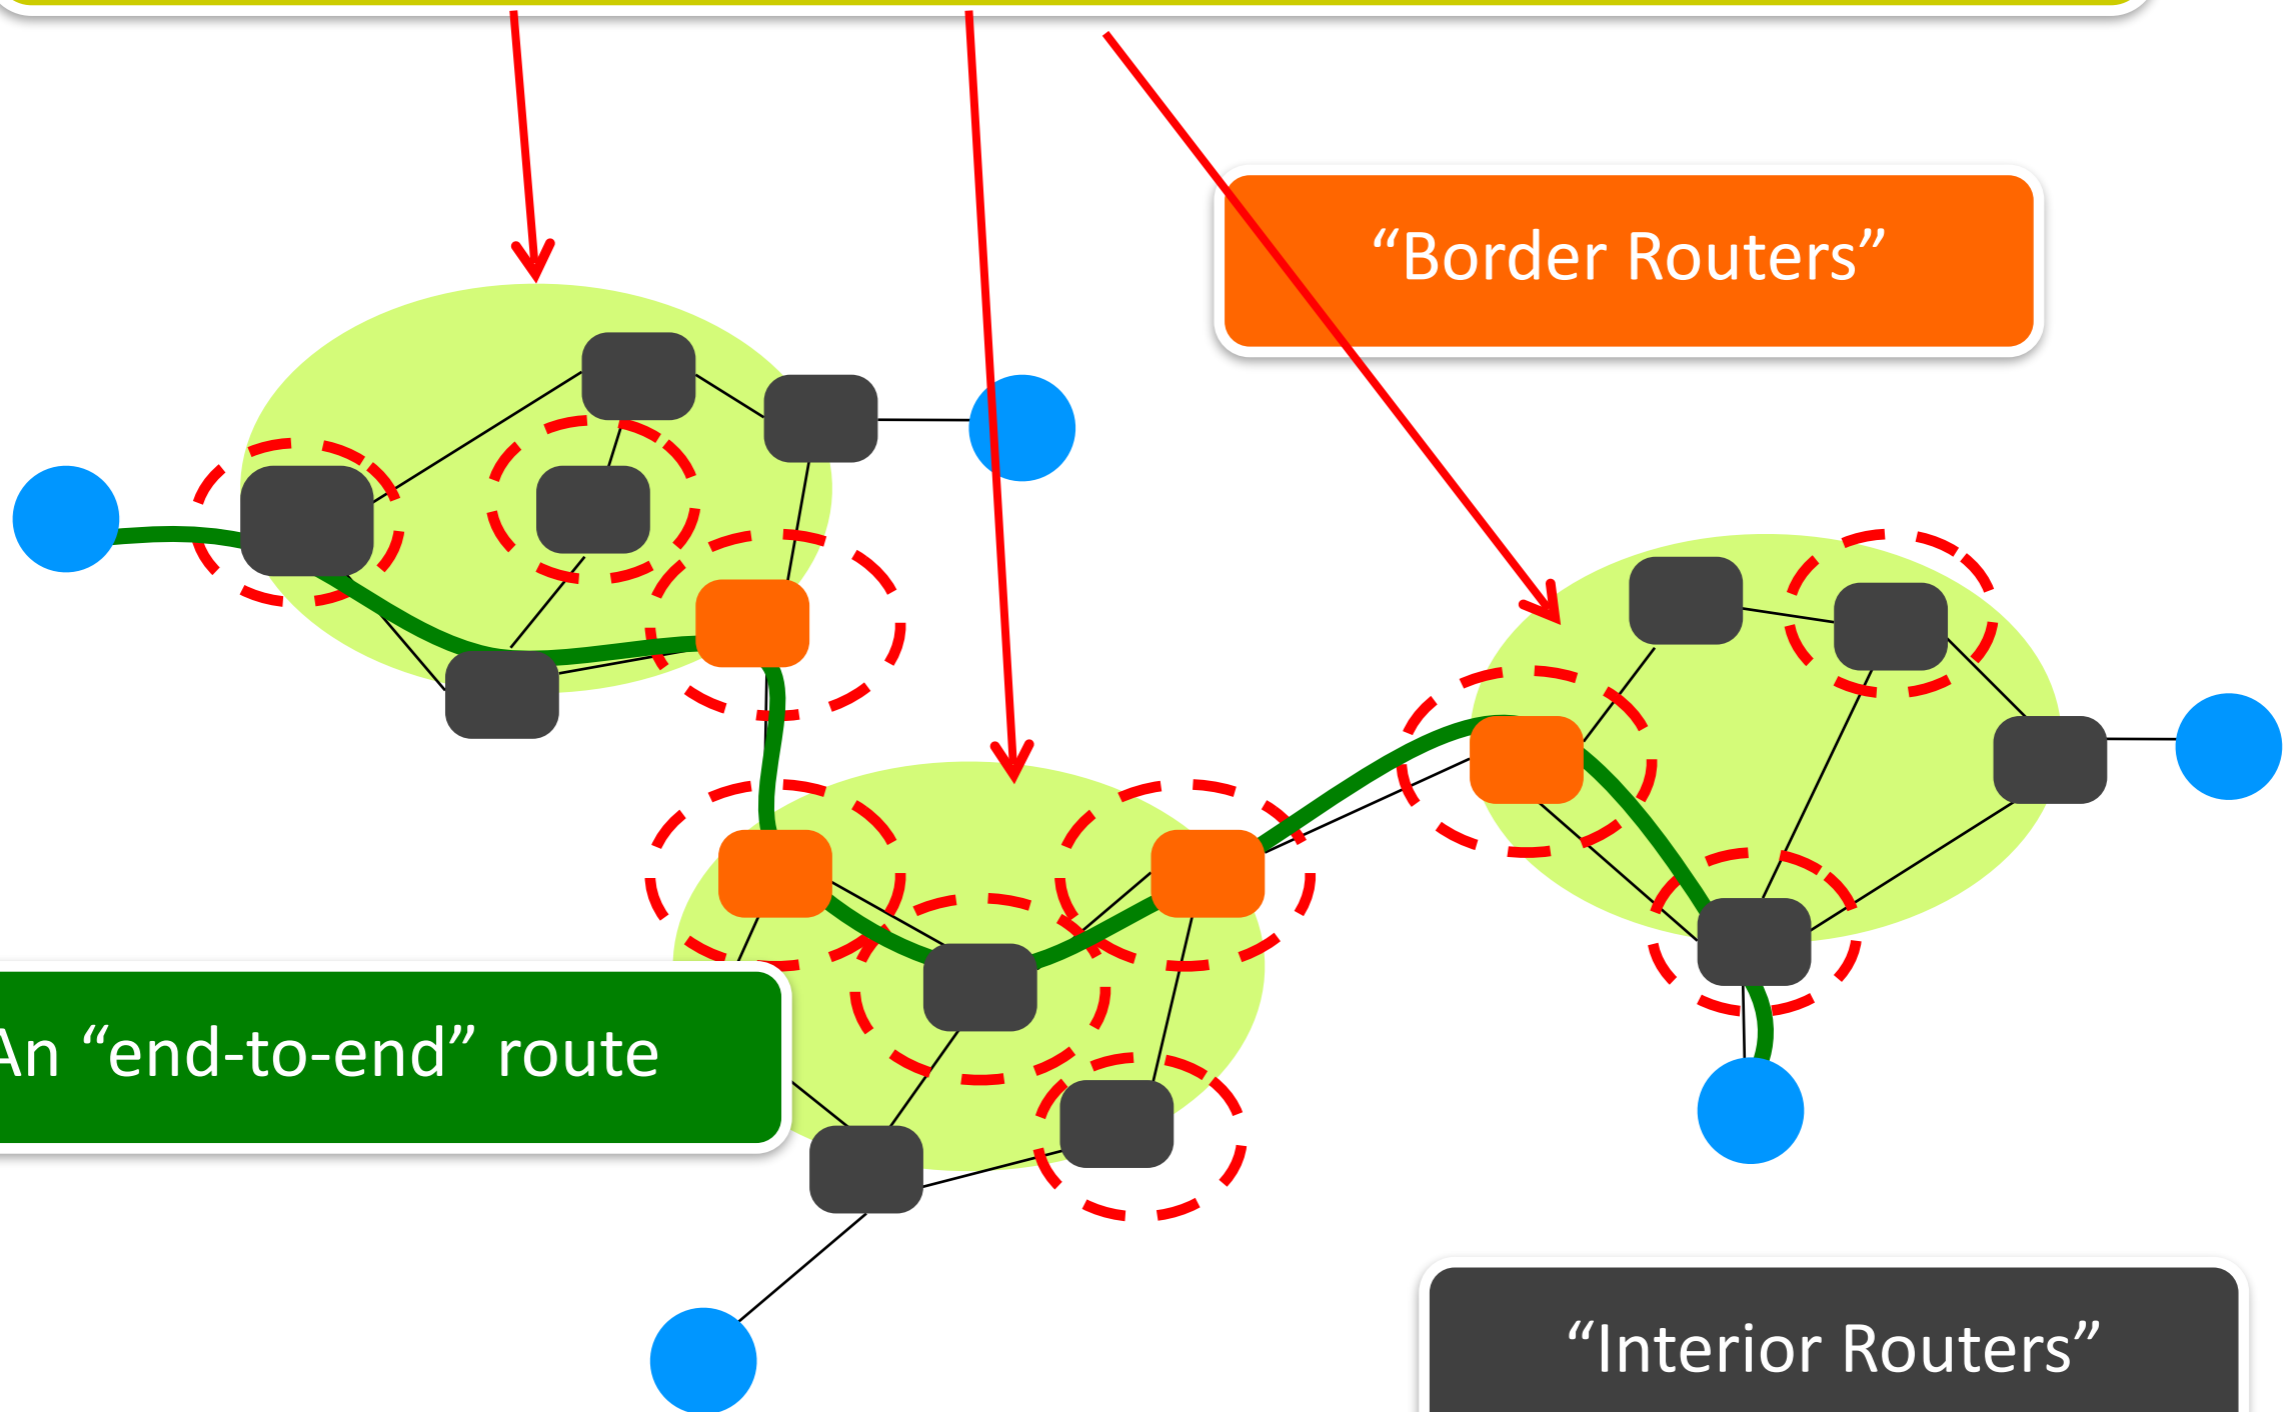 “Border Routers”
An “end-to-end” route
“Interior Routers”